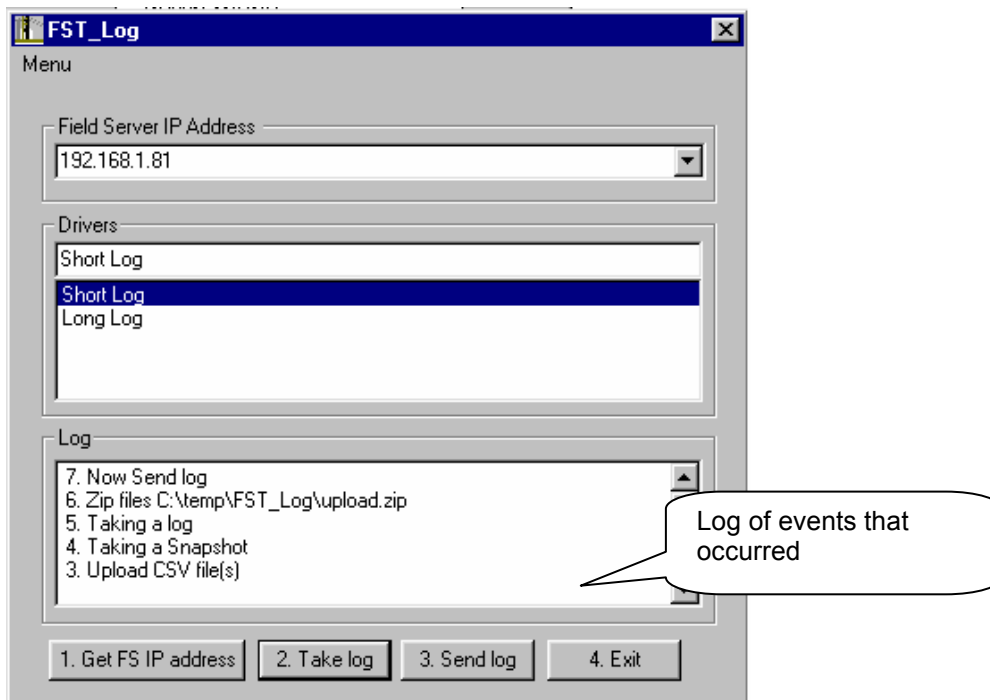 FST_Log
Menu
Field Server IP Address
192.168.1.81
Drivers
Short Log
Short Log
Long Log
Log
7. Now Send log
6. Zip files C:\temp\FST_Log\upload.zip
5. Taking a log
4. Taking a Snapshot
3. Upload CSV file(s)
Log of events that
occurred
1. Get FS IP address
2. Take log
3. Send log
4. Exit